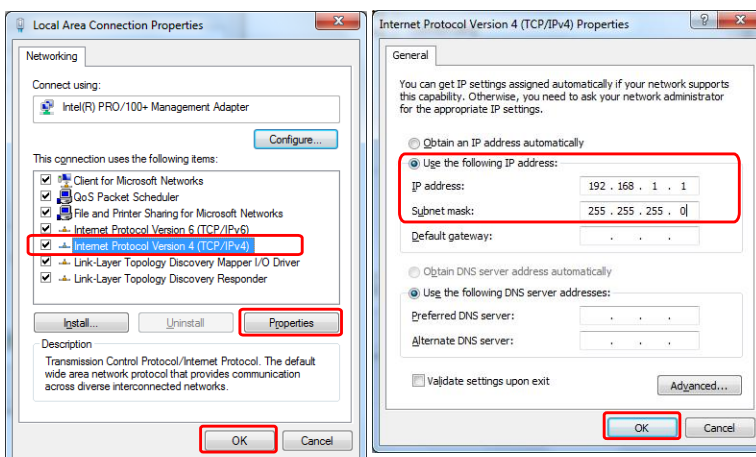 Local Area Connection Properties
Networking
Connect using:
Intel(R) PRO/100+ Management Adapter
Configure...
This connection uses the following items:
Client for Microsoft Networks
QoS Packet Scheduler
File and Printer Sharing for Microsoft Networks
Internet Protocol Version 6 (TCP/IPv6)
Internet Protocol Version 4 (TCP/IPv4)
Link-Layer Topology Discovery Mapper I/O Driver
Link-Layer Topology Discovery Responder
Install...
Uninstall
Properties
Description
Transmission Control Protocol/Internet Protocol. The default
wide area network protocol that provides communication
across diverse interconnected networks.
OK
Cancel
Internet Protocol Version 4 (TCP/IPv4) Properties
General
You can get IP settings assigned automatically if your network supports
this capability. Otherwise, you need to ask your network administrator
for the appropriate IP settings.
Obtain an IP address automatically
Use the following IP address:
IP address: 192 . 168 . 1 . 1
Subnet mask: 255 . 255 . 255 . 0
Default gateway: . . .
Obtain DNS server address automatically
Use the following DNS server addresses:
Preferred DNS server: . . .
Alternate DNS server: . . .
Validate settings upon exit
Advanced...
OK
Cancel